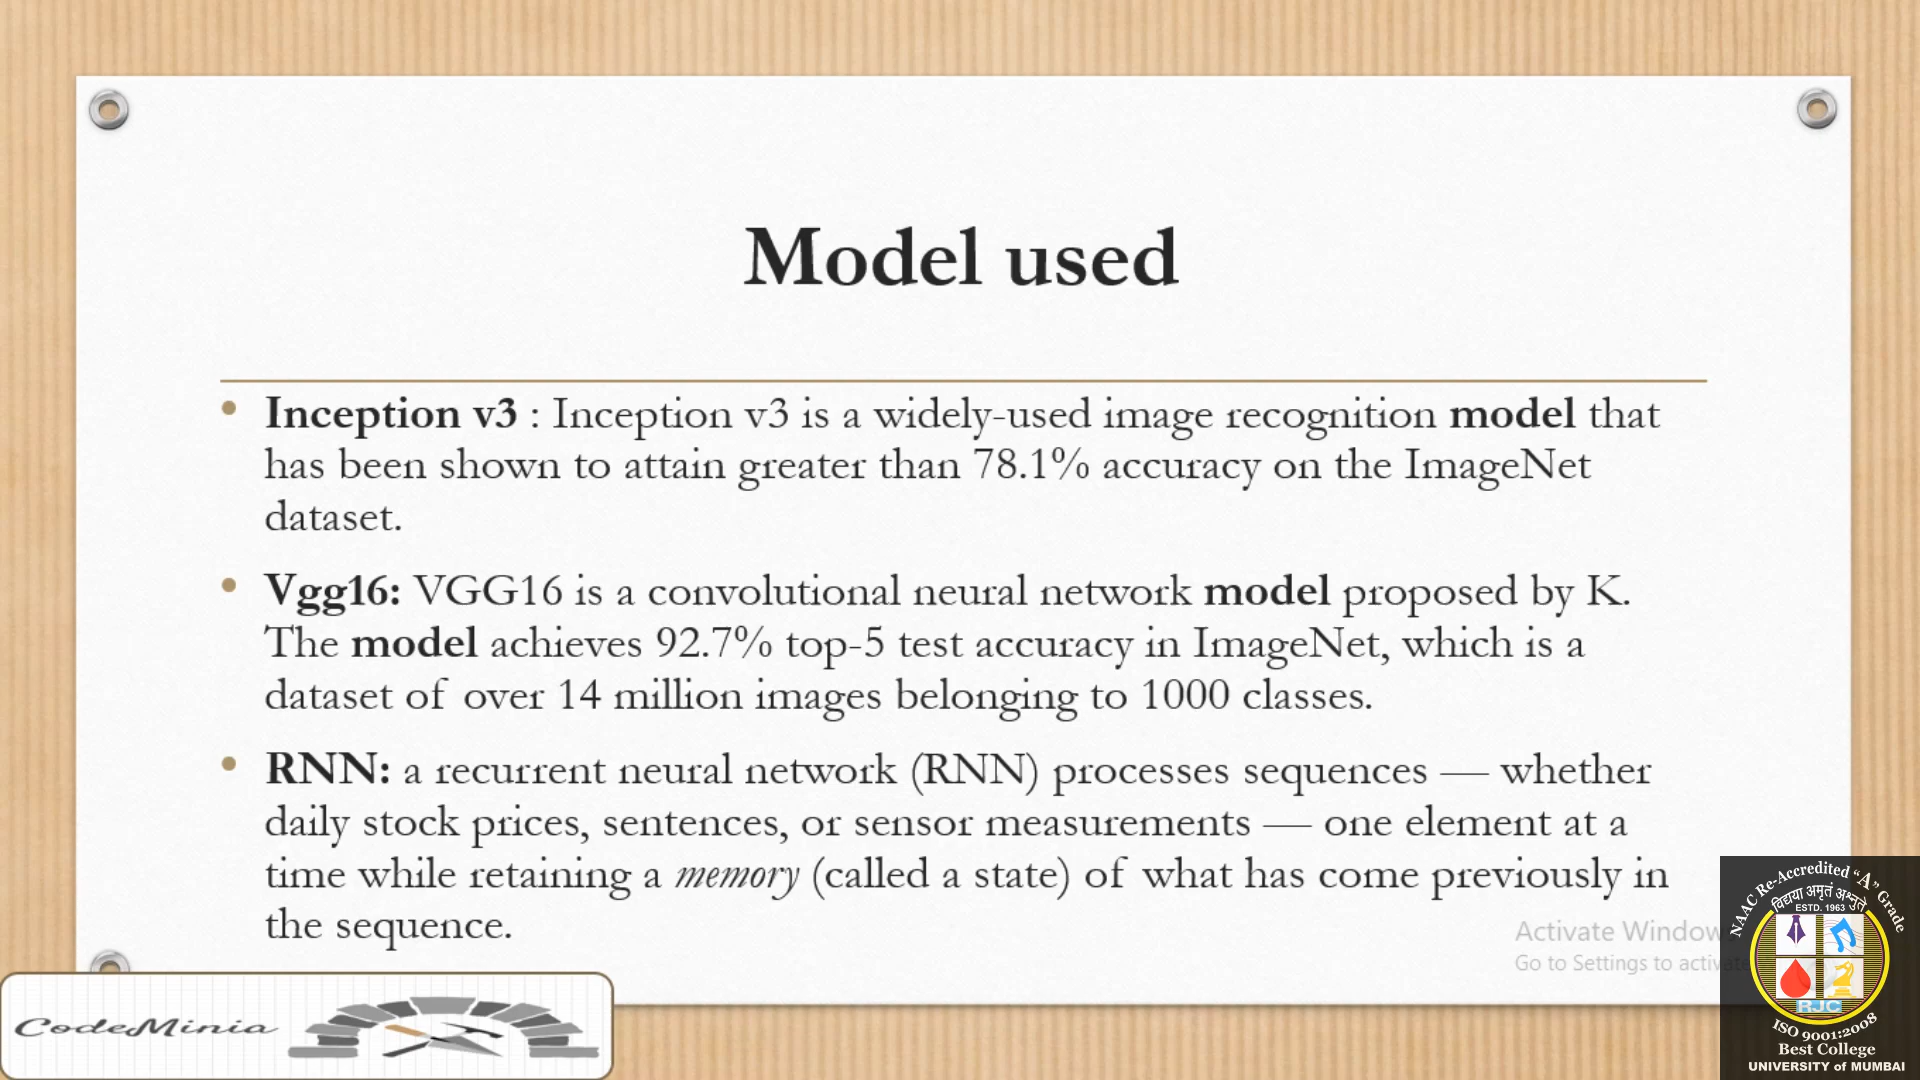 Model used
Inception v3 : Inception v3 is a widely-used image recognition model that
has been shown to attain greater than 78.1% accuracy on the ImageNet
dataset.
Vgg16: VGG16 is a convolutional neural network model proposed by K.
The model achieves 92.7% top-5 test accuracy in ImageNet, which is a
dataset of over 14 million images belonging to 1000 classes.
RNN: a recurrent neural network (RNN) processes sequences — whether
daily stock prices, sentences, or sensor measurements — one element at a
time while retaining a memory (called a state) of what has come previously in
the sequence.
Activate Window
Go to Settings to activate
CodeMinia
NAAC Re-Accredited "A" Grade
विद्यया अमृतं अश्नुते
ESTD. 1963
RJC
ISO 9001:2008
Best College
UNIVERSITY of MUMBAI